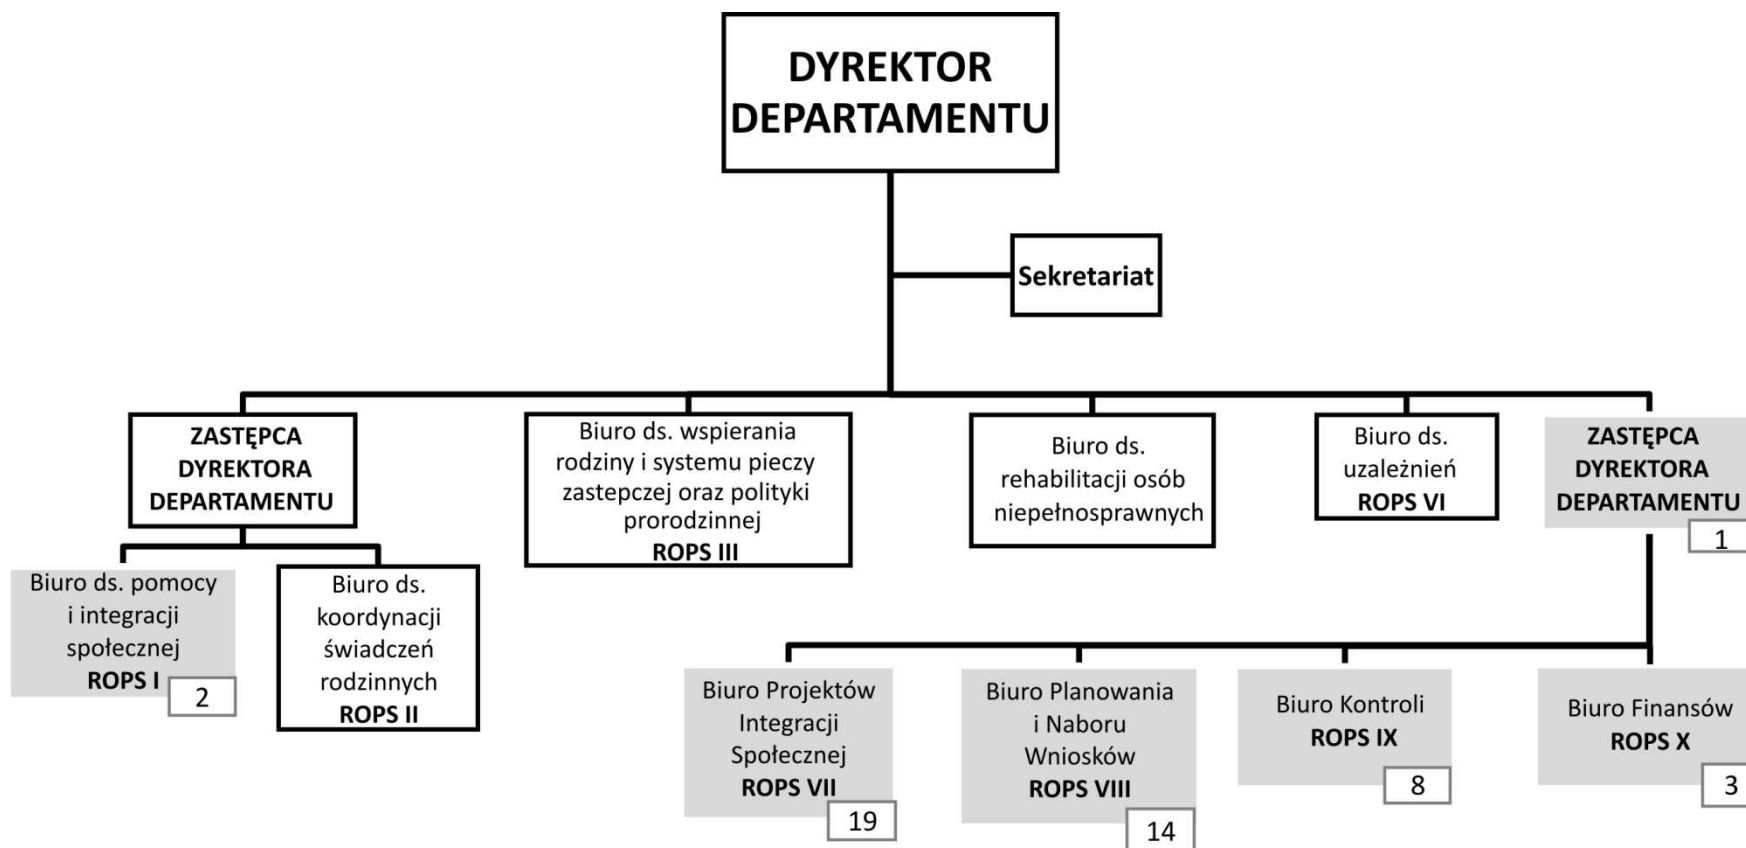 DYREKTOR
DEPARTAMENTU
Sekretariat
ZASTĘPCA
DYREKTORA
DEPARTAMENTU
Biuro ds. wspierania
rodziny i systemu pieczy
zastepczej oraz polityki
prorodzinnej
ROPS III
Biuro ds.
rehabilitacji osób
niepełnosprawnych
Biuro ds.
uzależnień
ROPS VI
ZASTĘPCA
DYREKTORA
DEPARTAMENTU
1
Biuro ds. pomocy
i integracji
społecznej
ROPS I
2
Biuro ds.
koordynacji
świadczeń
rodzinnych
ROPS II
Biuro Projektów
Integracji
Społecznej
ROPS VII
19
Biuro Planowania
i Naboru
Wniosków
ROPS VIII
14
Biuro Kontroli
ROPS IX
8
Biuro Finansów
ROPS X
3